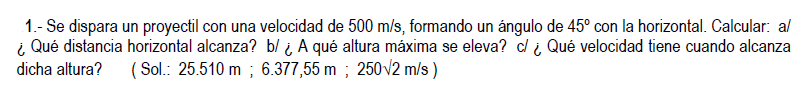 1.- Se dispara un proyectil con una velocidad de 500 m/s, formando un ángulo de 45º con la horizontal. Calcular: a/
¿ Qué distancia horizontal alcanza? b/ ¿ A qué altura máxima se eleva? c/ ¿ Qué velocidad tiene cuando alcanza
dicha altura? ( Sol.: 25.510 m ; 6.377,55 m ; 250√2 m/s )